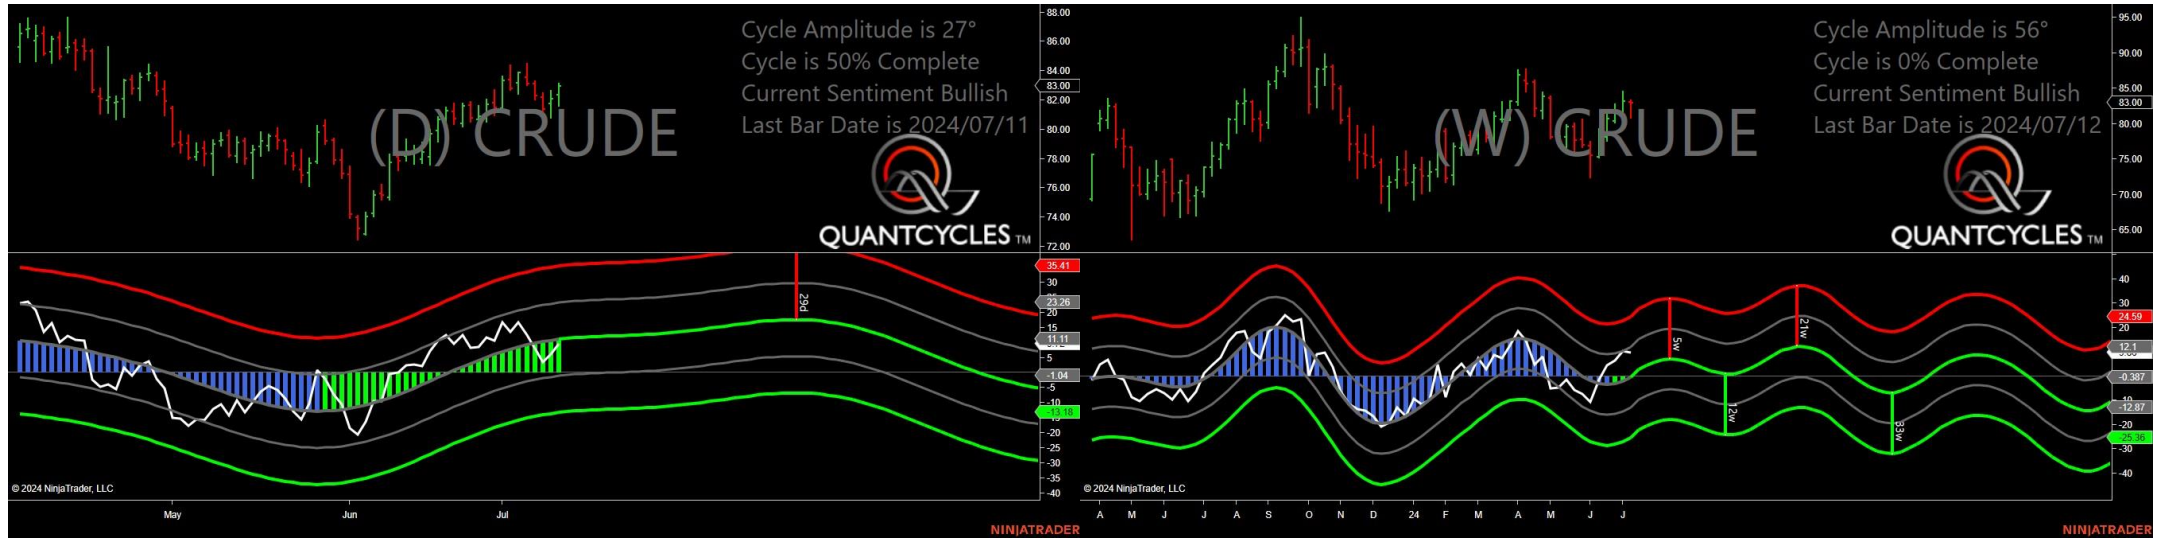 Cycle Amplitude is 27°
Cycle is 50% Complete
Current Sentiment Bullish
Last Bar Date is 2024/07/11
(D) CRUDE
QUANTCYCLES TM
88.00
86.00
84.00
83.00
82.00
80.00
78.00
76.00
74.00
72.00
35.41
30
23.26
20
15
11.11
5
-1.04
-5
-10
-13.18
-20
-25
-30
-35
-40
29d
© 2024 NinjaTrader, LLC
May
Jun
Jul
NINJATRADER
Cycle Amplitude is 56°
Cycle is 0% Complete
Current Sentiment Bullish
Last Bar Date is 2024/07/12
(W) CRUDE
QUANTCYCLES TM
95.00
90.00
85.00
83.00
80.00
75.00
70.00
65.00
40
30
24.59
20
12.1
-0.387
-12.87
-20
-25.36
-30
-40
5w
12w
21w
33w
© 2024 NinjaTrader, LLC
A
M
J
J
A
S
O
N
D
24
F
M
A
M
J
J
NINJATRADER